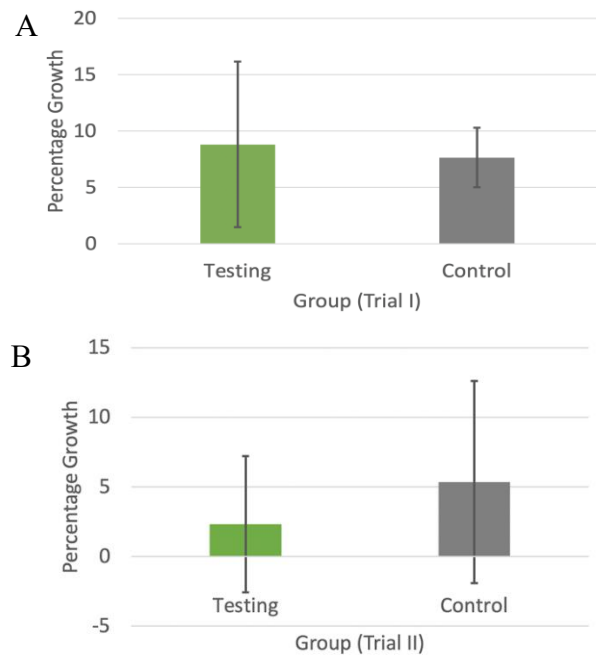 A
20
15
10
5
0
Percentage Growth
Testing
Control
Group (Trial I)
B
15
10
5
0
-5
Percentage Growth
Testing
Control
Group (Trial II)